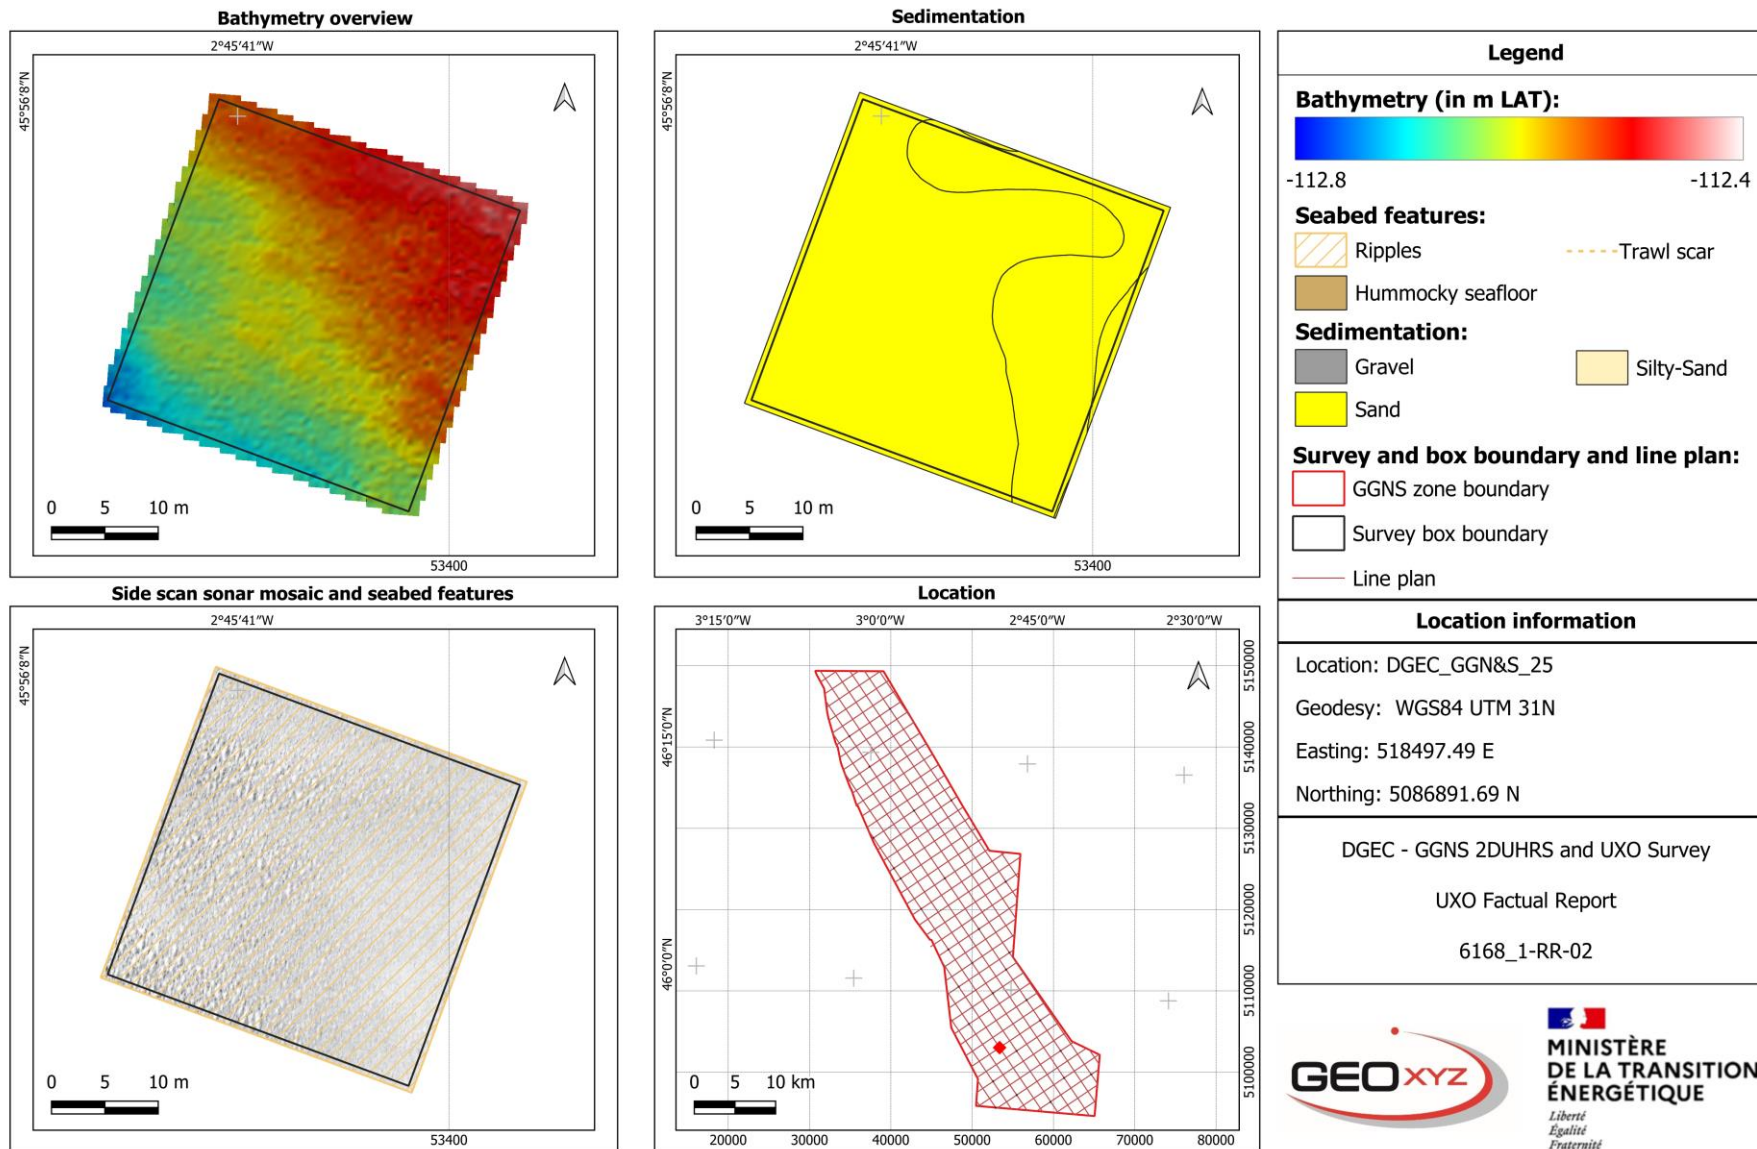 Bathymetry overview
2°45'41"W
45°56'8"N
0 5 10 m
53400
Sedimentation
2°45'41"W
45°56'8"N
0 5 10 m
53400
Side scan sonar mosaic and seabed features
2°45'41"W
45°56'8"N
0 5 10 m
53400
Location
3°15'0"W 3°0'0"W 2°45'0"W 2°30'0"W
46°15'0"N
46°0'0"N
5150000
5140000
5130000
5120000
5110000
5100000
0 5 10 km
20000 30000 40000 50000 60000 70000 80000
Legend
Bathymetry (in m LAT):
-112.8 -112.4
Seabed features:
Ripples Trawl scar
Hummocky seafloor
Sedimentation:
Gravel Silty-Sand
Sand
Survey and box boundary and line plan:
GGNS zone boundary
Survey box boundary
Line plan
Location information
Location: DGEC_GGN&S_25
Geodesy: WGS84 UTM 31N
Easting: 518497.49 E
Northing: 5086891.69 N
DGEC - GGNS 2DUHRS and UXO Survey
UXO Factual Report
6168_1-RR-02
GEO XYZ
MINISTÈRE
DE LA TRANSITION
ÉNERGÉTIQUE
Liberté
Égalité
Fraternité